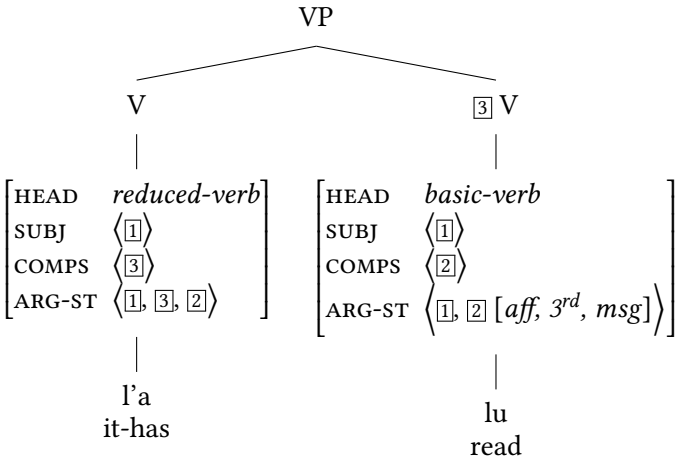 VP
V
3 V
HEAD reduced-verb
SUBJ ⟨1⟩
COMPS ⟨3⟩
ARG-ST ⟨1, 3, 2⟩
HEAD basic-verb
SUBJ ⟨1⟩
COMPS ⟨2⟩
ARG-ST ⟨1, 2 [aff, 3rd, msg]⟩
l’a
it-has
lu
read